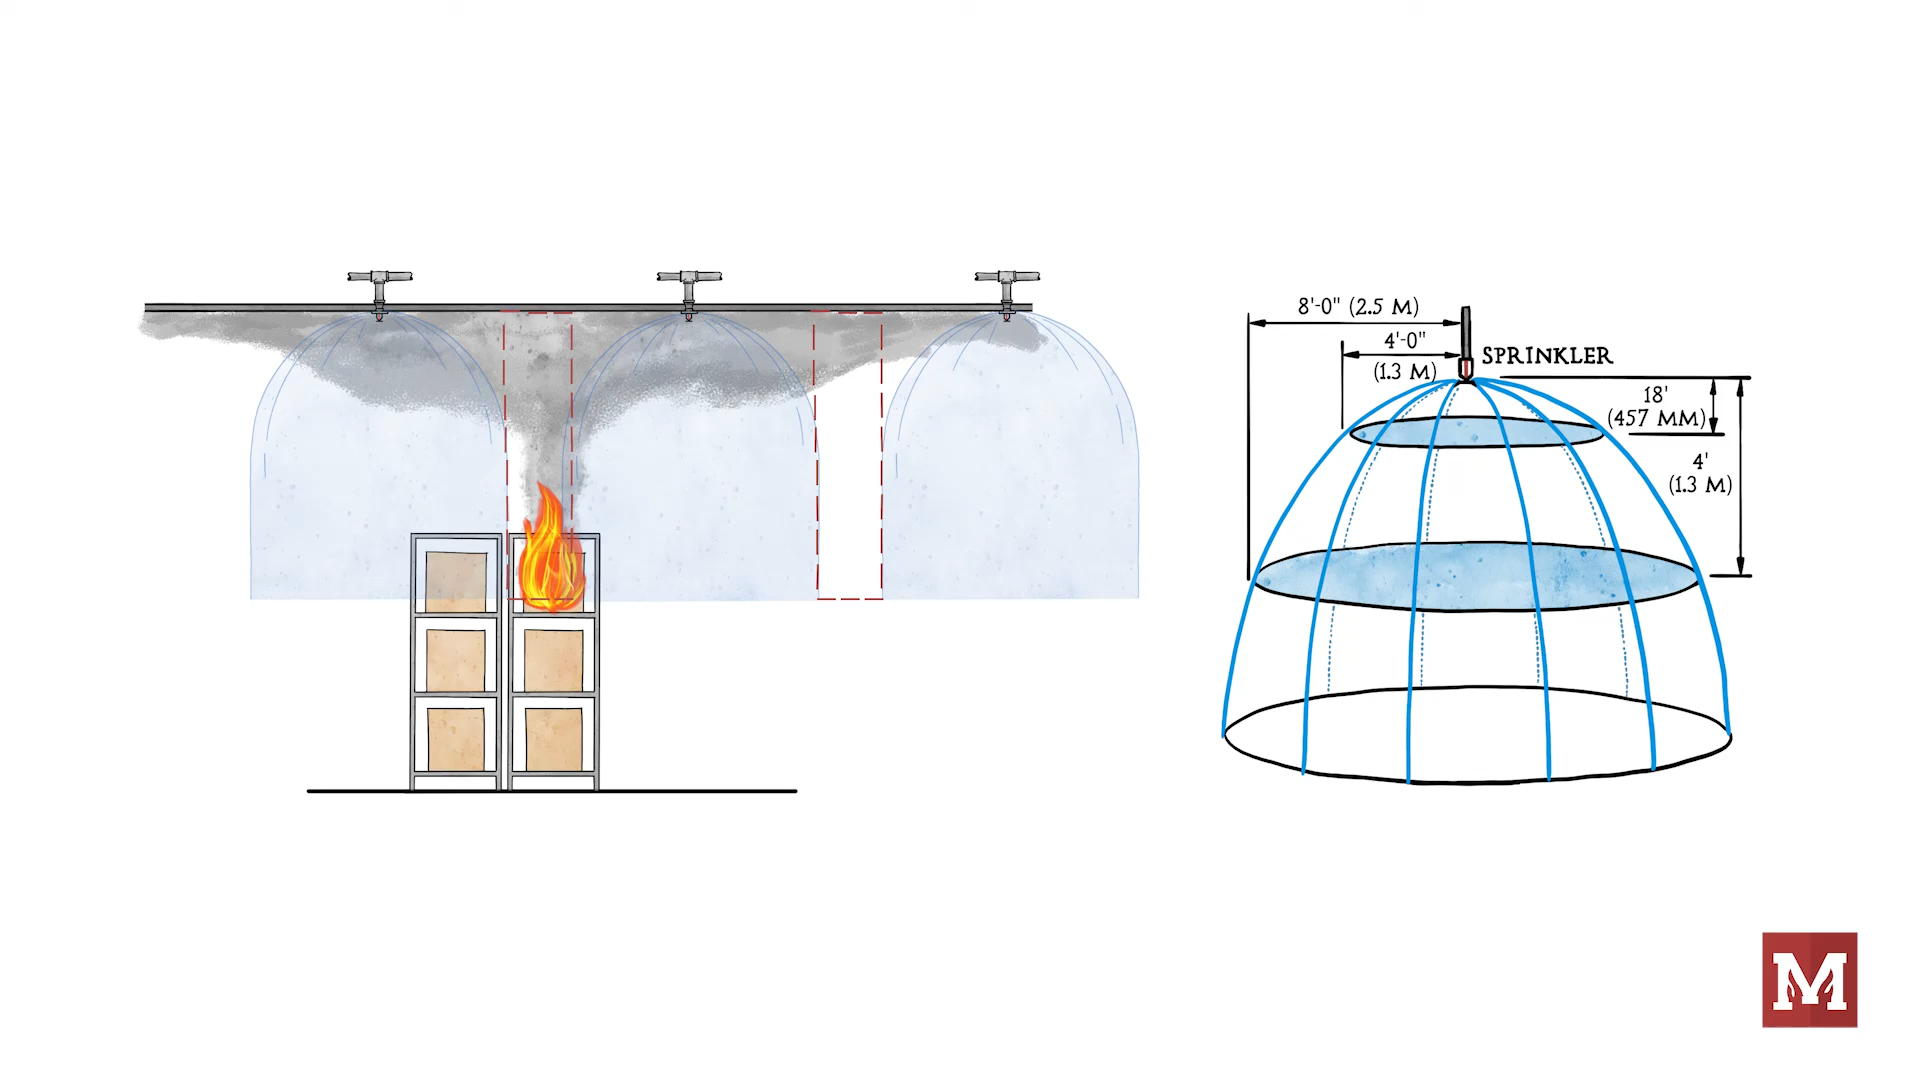 8'-0" (2.5 M)
4'-0"
(1.3 M)
SPRINKLER
18'
(457 MM)
4'
(1.3 M)
M